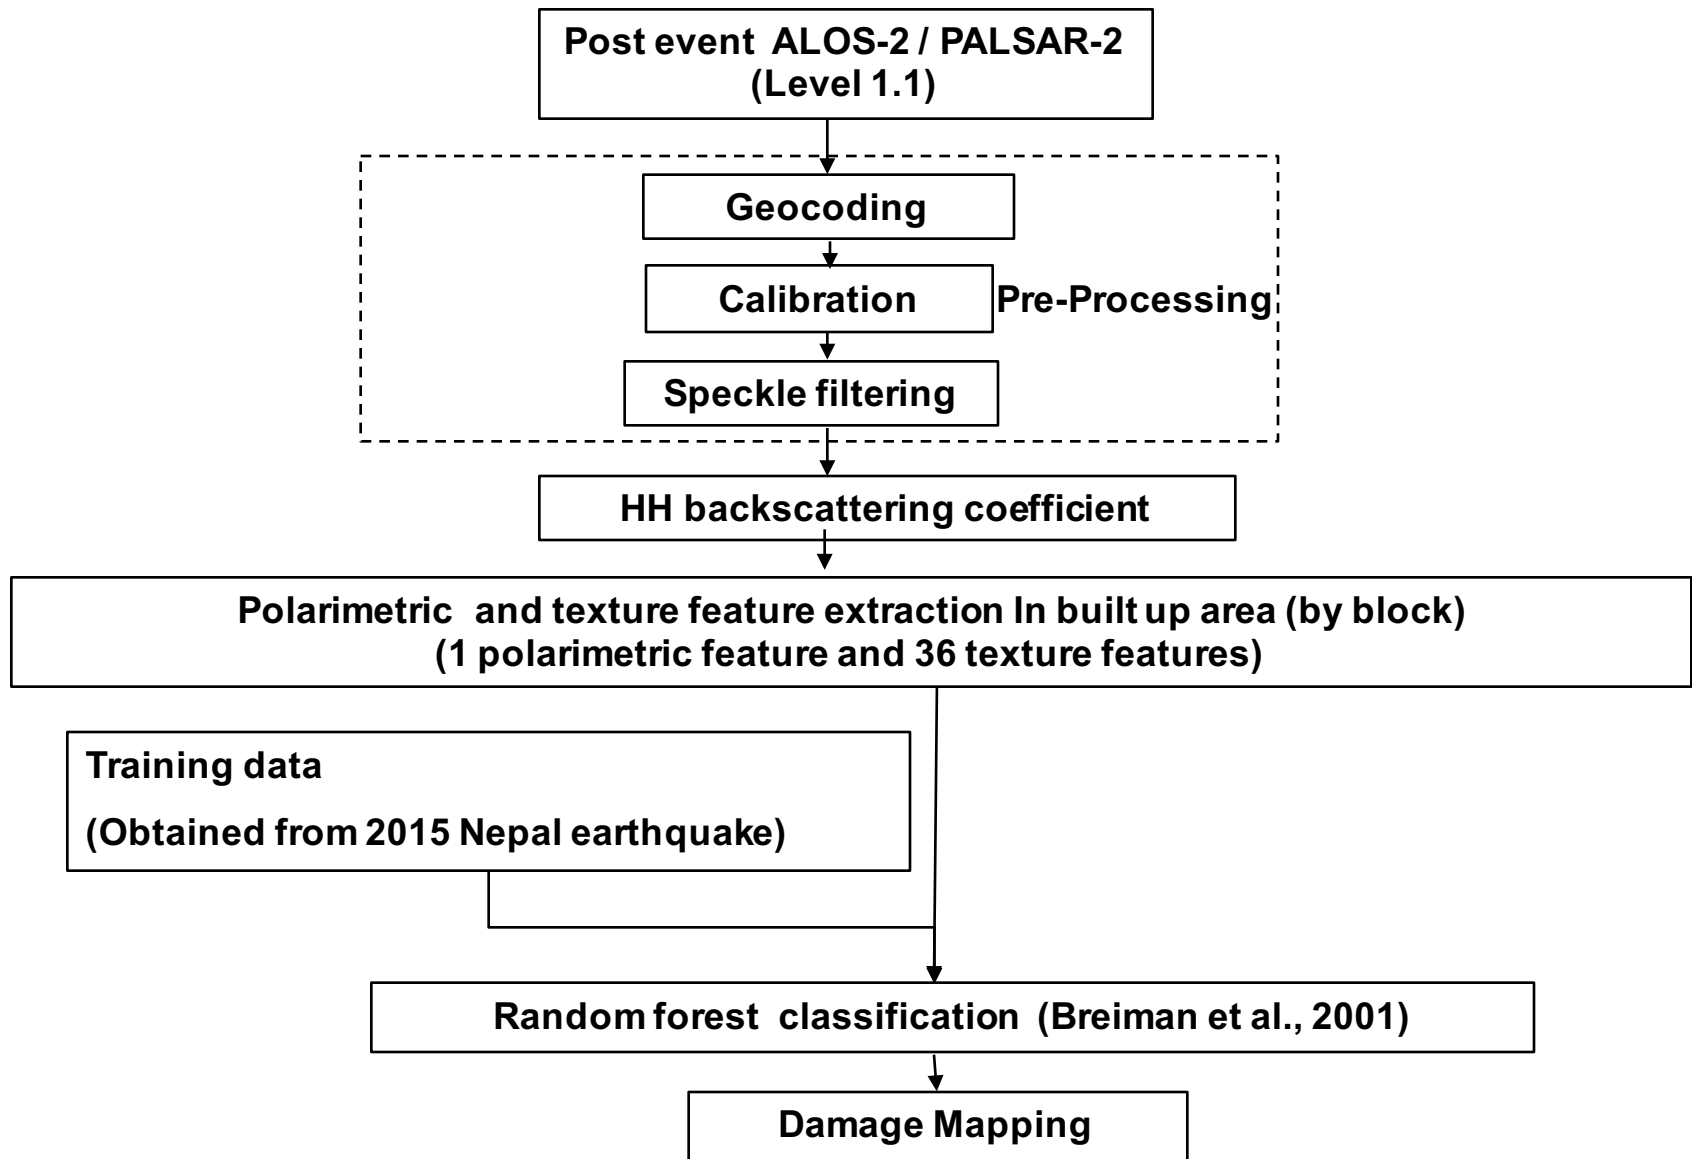 Post event ALOS-2 / PALSAR-2
(Level 1.1)
Geocoding
Calibration
Pre-Processing
Speckle filtering
HH backscattering coefficient
Polarimetric and texture feature extraction In built up area (by block)
(1 polarimetric feature and 36 texture features)
Training data
(Obtained from 2015 Nepal earthquake)
Random forest classification (Breiman et al., 2001)
Damage Mapping